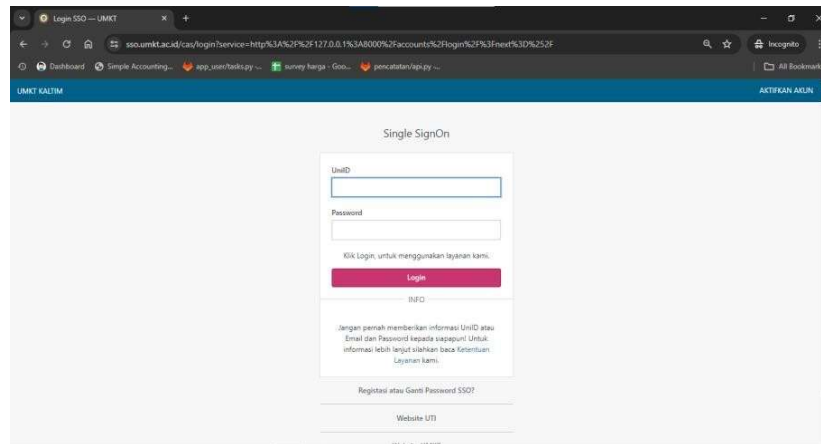 Login SSO — UMKT
sso.umkt.ac.id/cas/login?service=http%3A%2F%2F127.0.0.1%3A8000%2Faccounts%2Flogin%2F%3Fnext%3D%252F
Incognito
Dashboard Simple Accounting... app_user/tasks.py -... survey harga - Goo... pencatatan/api.py -...
All Bookmark
UMKT KALTIM
AKTIFKAN AKUN
Single SignOn
UniID
Password
Klik Login, untuk menggunakan layanan kami.
Login
INFO
Jangan pernah memberikan informasi UniID atau
Email dan Password kepada siapapun! Untuk
informasi lebih lanjut silahkan baca Ketentuan
Layanan kami.
Registasi atau Ganti Password SSO?
Website UTI